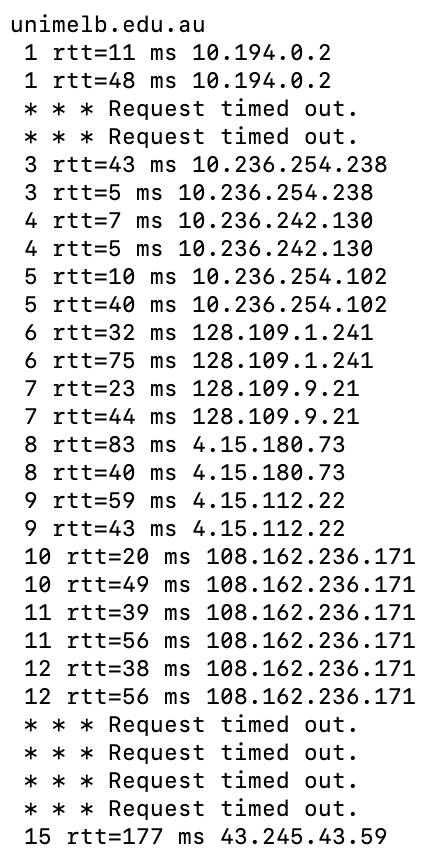 unimelb.edu.au
1 rtt=11 ms 10.194.0.2
1 rtt=48 ms 10.194.0.2
* * * Request timed out.
* * * Request timed out.
3 rtt=43 ms 10.236.254.238
3 rtt=5 ms 10.236.254.238
4 rtt=7 ms 10.236.242.130
4 rtt=5 ms 10.236.242.130
5 rtt=10 ms 10.236.254.102
5 rtt=40 ms 10.236.254.102
6 rtt=32 ms 128.109.1.241
6 rtt=75 ms 128.109.1.241
7 rtt=23 ms 128.109.9.21
7 rtt=44 ms 128.109.9.21
8 rtt=83 ms 4.15.180.73
8 rtt=40 ms 4.15.180.73
9 rtt=59 ms 4.15.112.22
9 rtt=43 ms 4.15.112.22
10 rtt=20 ms 108.162.236.171
10 rtt=49 ms 108.162.236.171
11 rtt=39 ms 108.162.236.171
11 rtt=56 ms 108.162.236.171
12 rtt=38 ms 108.162.236.171
12 rtt=56 ms 108.162.236.171
* * * Request timed out.
* * * Request timed out.
* * * Request timed out.
* * * Request timed out.
15 rtt=177 ms 43.245.43.59